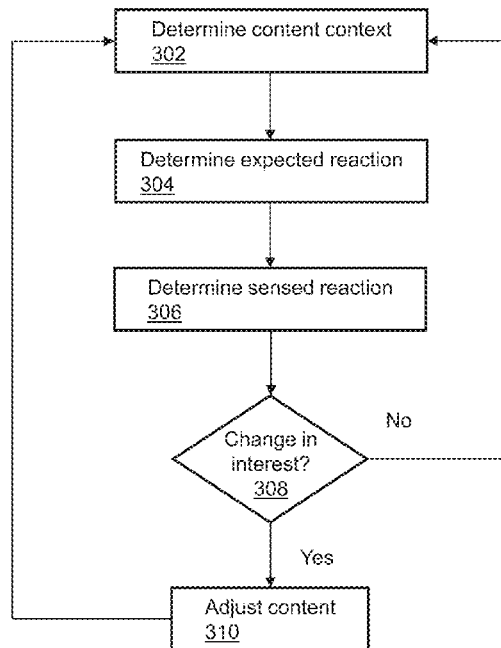 Determine content context
302
Determine expected reaction
304
Determine sensed reaction
306
Change in
interest?
308
No
Yes
Adjust content
310